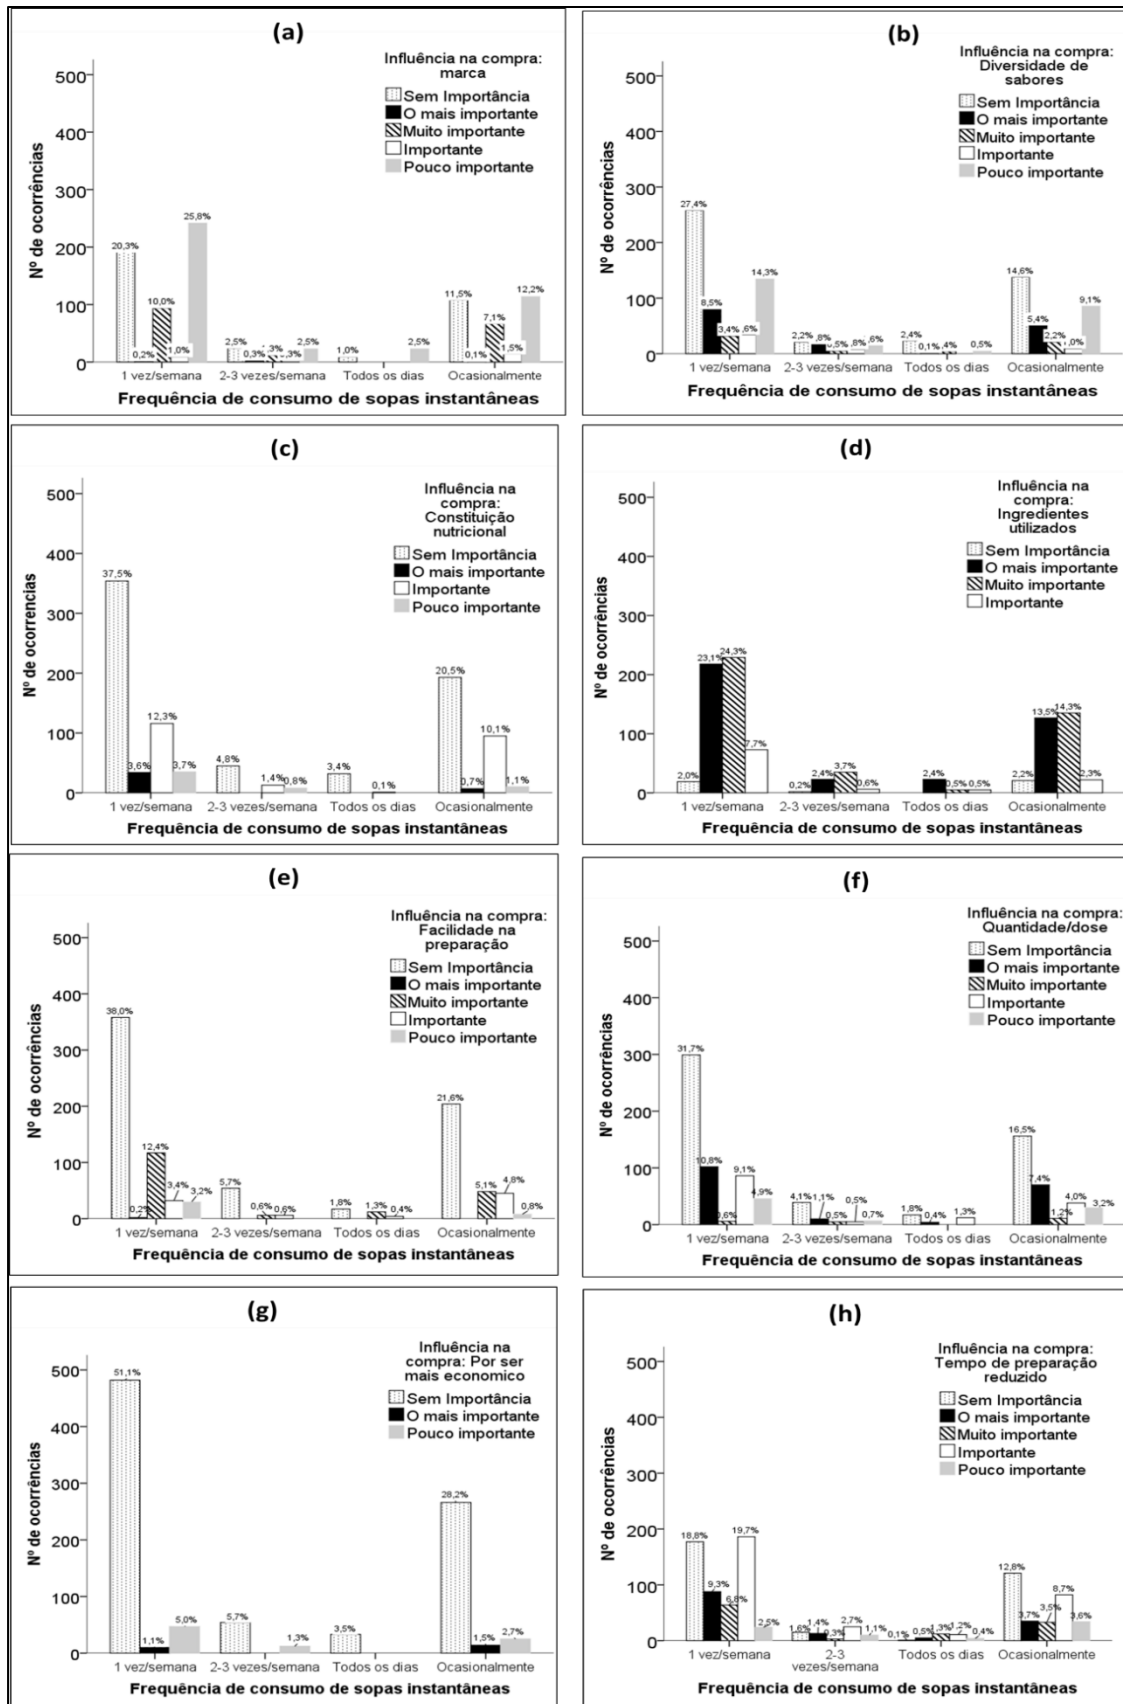 (a)
Influência na compra:
marca
Sem Importância
O mais importante
Muito importante
Importante
Pouco importante
Nº de ocorrências
500
400
300
200
100
0
20,3%
0,2%
10,0%
1,0%
25,8%
2,5%
0,3%
0,3%
2,5%
1,0%
2,5%
11,5%
0,1%
7,1%
1,5%
12,2%
1 vez/semana
2-3 vezes/semana
Todos os dias
Ocasionalmente
Frequência de consumo de sopas instantâneas
(b)
Influência na compra:
Diversidade de
sabores
Sem Importância
O mais importante
Muito importante
Importante
Pouco importante
Nº de ocorrências
500
400
300
200
100
0
27,4%
8,5%
3,4%
14,3%
2,2%
0,5%
2,4%
0,1%
0,5%
14,6%
5,4%
2,2%
9,1%
1 vez/semana
2-3 vezes/semana
Todos os dias
Ocasionalmente
Frequência de consumo de sopas instantâneas
(c)
Influência na
compra:
Constituição
nutricional
Sem Importância
O mais importante
Importante
Pouco importante
Nº de ocorrencias
500
400
300
200
100
0
37,5%
3,6%
12,3%
3,7%
4,8%
1,4%
0,8%
3,4%
0,1%
20,5%
0,7%
10,1%
1,1%
1 vez/semana
2-3 vezes/semana
Todos os dias
Ocasionalmente
Frequência de consumo de sopas instantâneas
(d)
Influência na
compra:
Ingredientes
utilizados
Sem Importância
O mais importante
Muito importante
Importante
Nº de ocorrências
500
400
300
200
100
0
2,0%
23,1%
24,3%
7,7%
0,2%
2,4%
3,7%
0,6%
2,4%
0,5%
0,5%
2,2%
13,5%
14,3%
2,3%
1 vez/semana
2-3 vezes/semana
Todos os dias
Ocasionalmente
Frequência de consumo de sopas instantâneas
(e)
Influência na compra:
Facilidade na
preparação
Sem Importância
O mais importante
Muito importante
Importante
Pouco importante
Nº de ocorrências
500
400
300
200
100
0
38,0%
0,2%
12,4%
3,4%
3,2%
5,7%
0,6%
0,6%
1,8%
1,3%
0,4%
21,6%
5,1%
4,8%
0,8%
1 vez/semana
2-3 vezes/semana
Todos os dias
Ocasionalmente
Frequência de consumo de sopas instantâneas
(f)
Influência na compra:
Quantidade/dose
Sem Importância
O mais importante
Muito importante
Importante
Pouco importante
Nº de ocorrências
500
400
300
200
100
0
31,7%
10,8%
0,6%
9,1%
4,9%
4,1%
1,1%
0,5%
0,5%
0,7%
1,8%
0,4%
1,3%
16,5%
7,4%
1,2%
4,0%
3,2%
1 vez/semana
2-3 vezes/semana
Todos os dias
Ocasionalmente
Frequência de consumo de sopas instantâneas
(g)
Influência na
compra: Por ser
mais economico
Sem Importância
O mais importante
Pouco importante
Nº de ocorrências
500
400
300
200
100
0
51,1%
1,1%
5,0%
5,7%
1,3%
3,5%
28,2%
1,5%
2,7%
1 vez/semana
2-3 vezes/semana
Todos os dias
Ocasionalmente
Frequência de consumo de sopas instantâneas
(h)
Influência na compra:
Tempo de preparação
reduzido
Sem Importância
O mais importante
Muito importante
Importante
Pouco importante
Nº de ocorrências
500
400
300
200
100
0
18,8%
9,3%
6,8%
19,7%
2,5%
1,6%
1,4%
0,3%
2,7%
1,1%
0,1%
0,5%
1,3%
1,2%
0,4%
12,8%
3,7%
3,5%
8,7%
3,6%
1 vez/semana
2-3
vezes/semana
Todos os dias
Ocasionalmente
Frequência de consumo de sopas instantâneas